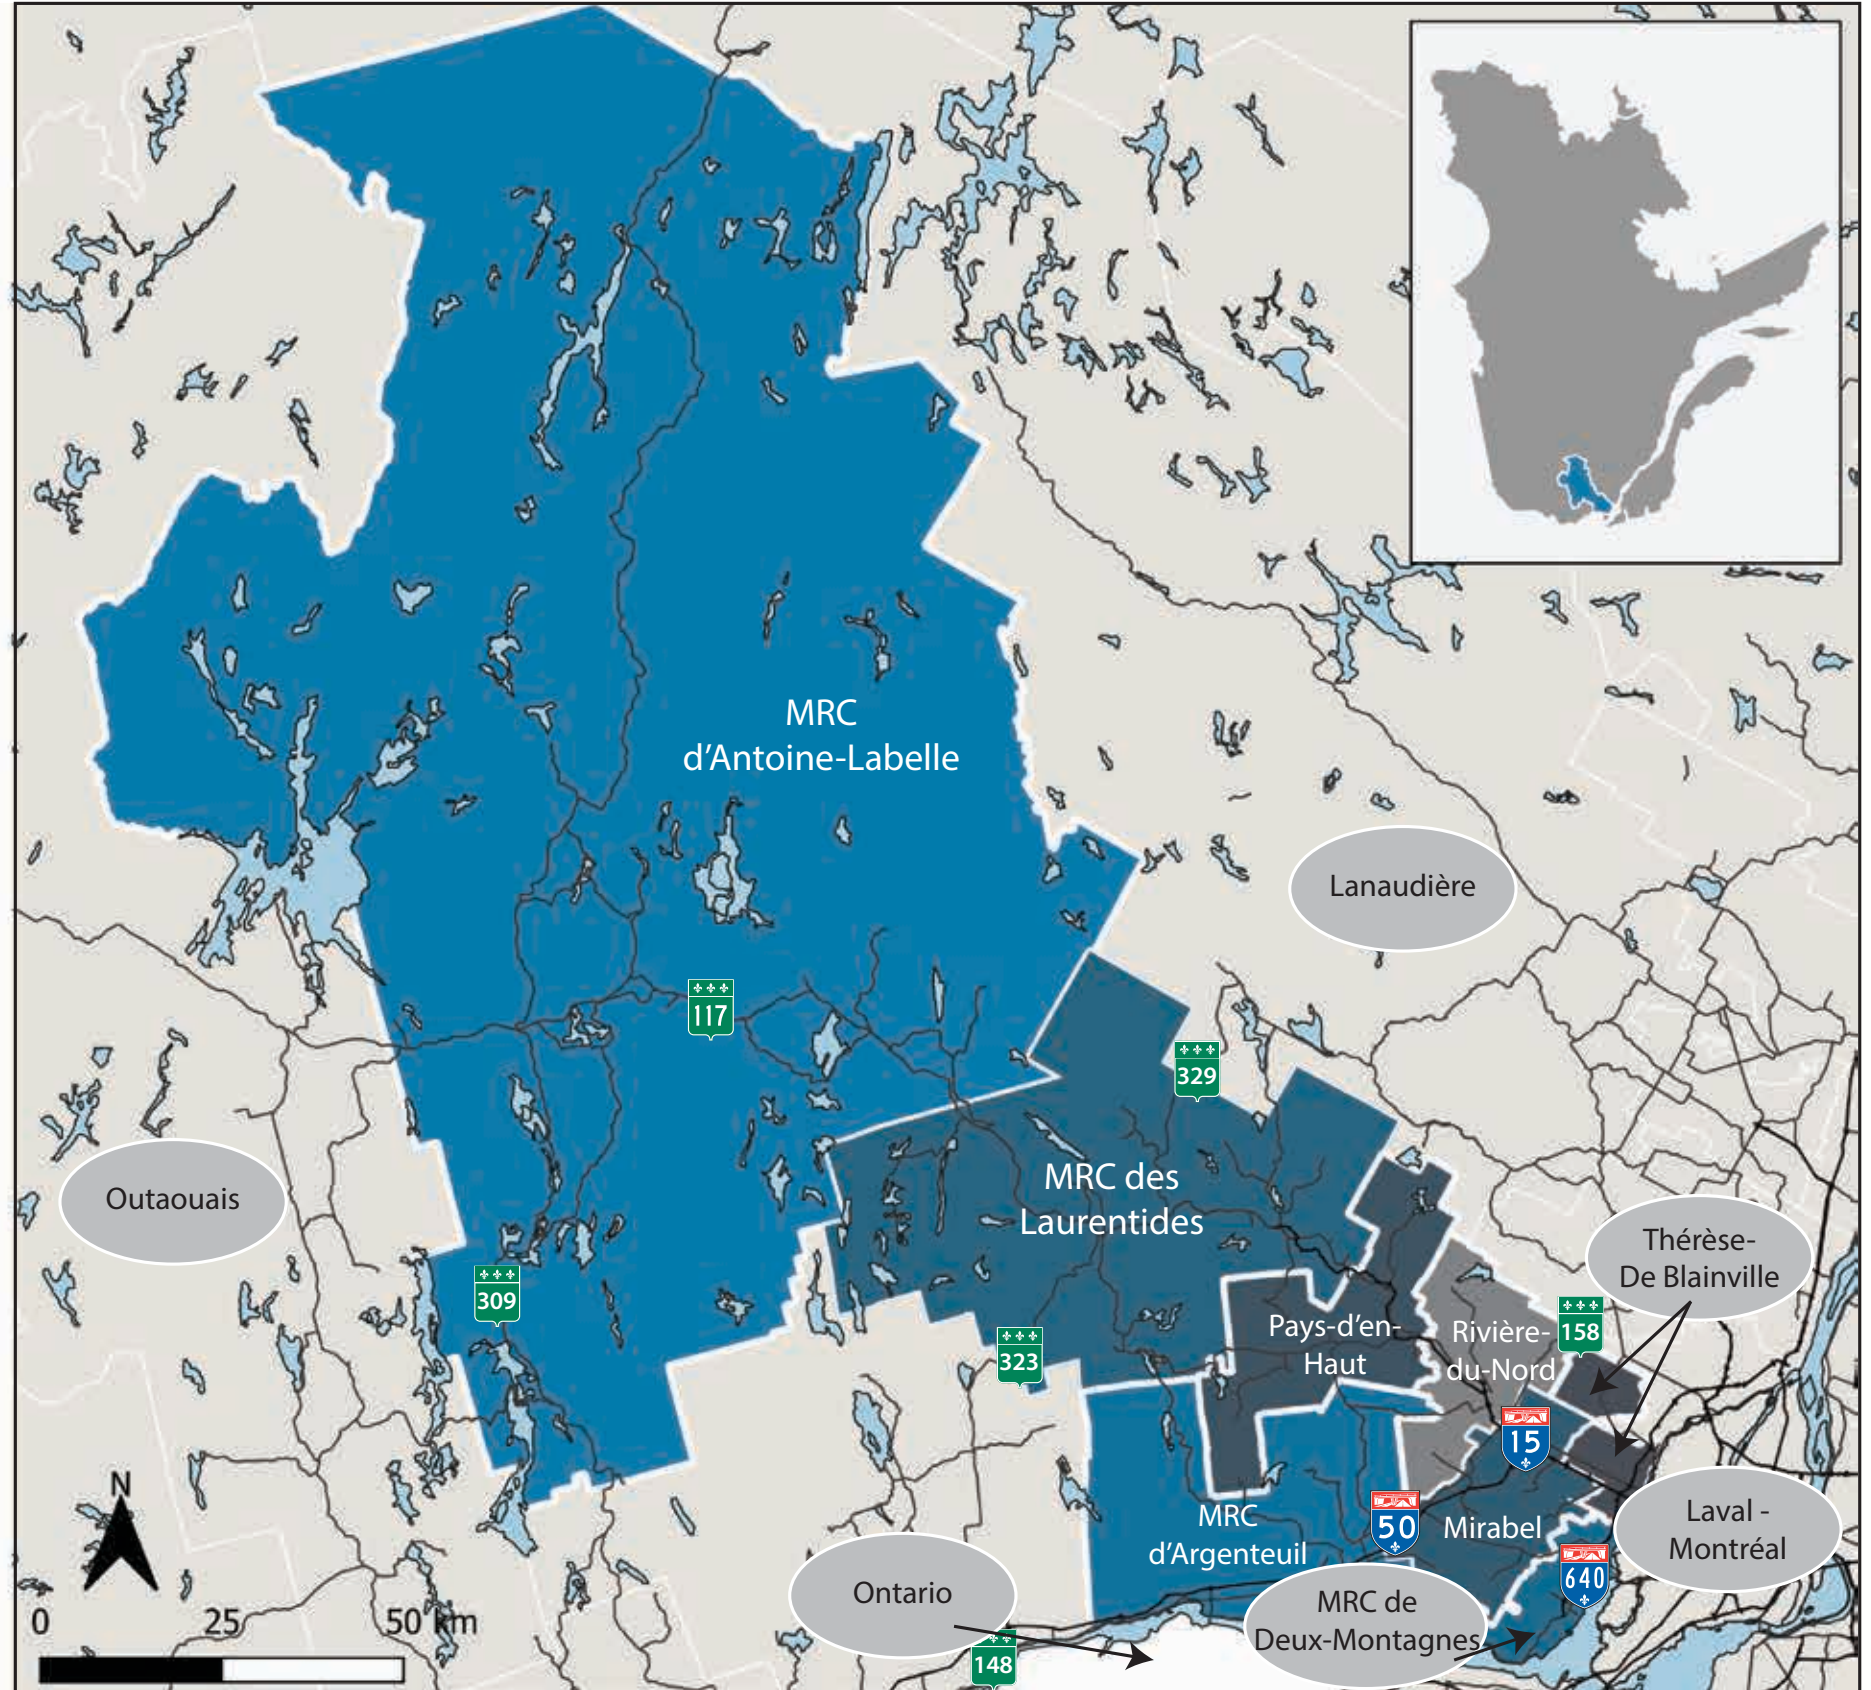 MRC
d'Antoine-Labelle
Lanaudière
117
329
Outaouais
MRC des
Laurentides
Thérèse-
De Blainville
309
323
Pays-d'en-
Haut
Rivière-
du-Nord
158
15
N
50
MRC
d'Argenteuil
Mirabel
Laval -
Montréal
640
Ontario
MRC de
Deux-Montagnes
148
0 25 50 km